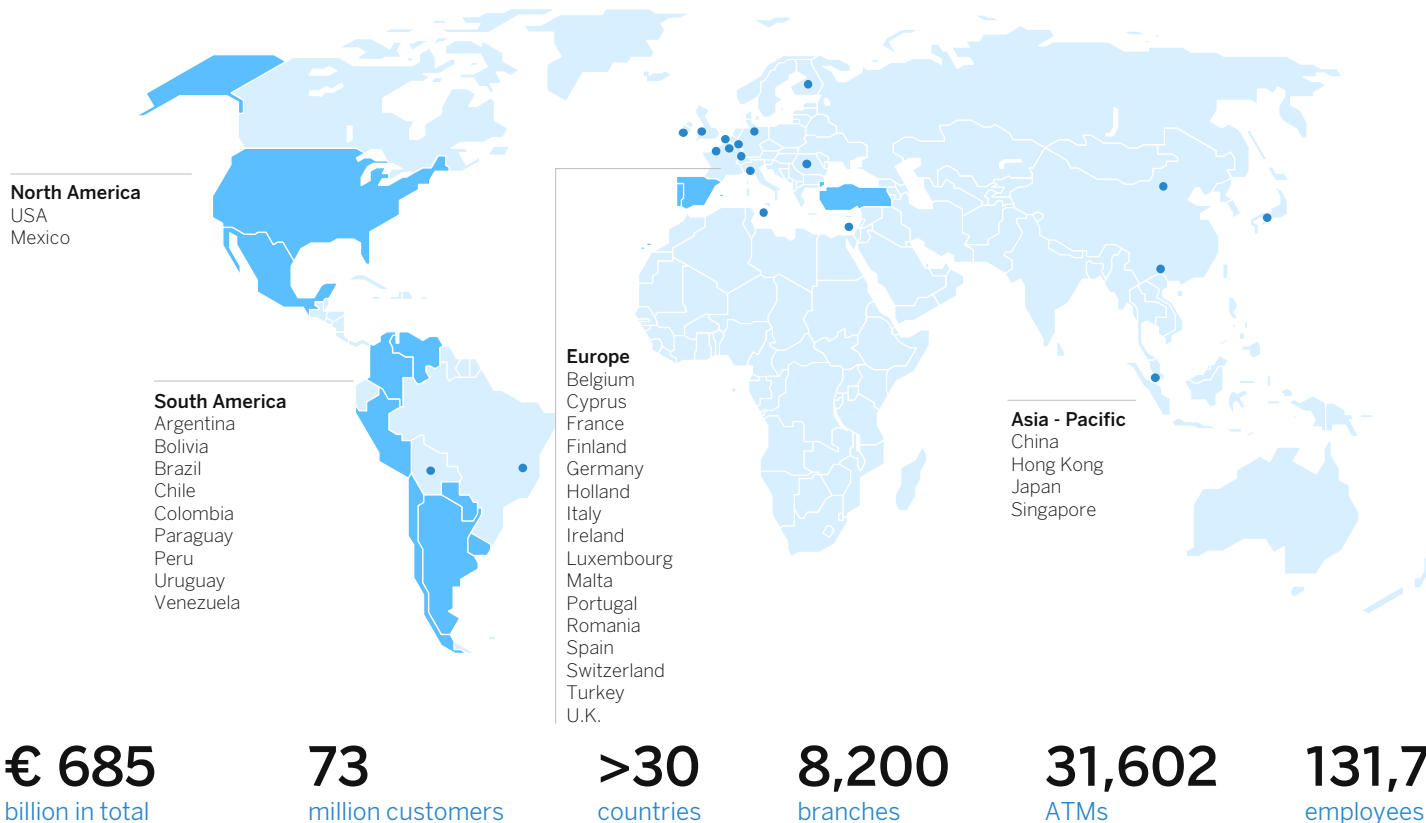 North America
USA
Mexico
South America
Argentina
Bolivia
Brazil
Chile
Colombia
Paraguay
Peru
Uruguay
Venezuela
Europe
Belgium
Cyprus
France
Finland
Germany
Holland
Italy
Ireland
Luxembourg
Malta
Portugal
Romania
Spain
Switzerland
Turkey
U.K.
Asia - Pacific
China
Hong Kong
Japan
Singapore
€ 685
billion in total
73
million customers
>30
countries
8,200
branches
31,602
ATMs
employees